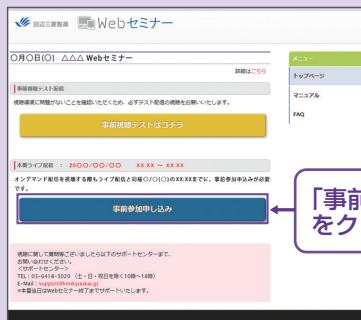 田辺三菱製薬 Webセミナー
〇月〇日(〇) △△△ Webセミナー
詳細はこちら
事前視聴テスト配信
視聴環境に問題がないことを確認いただくため、必ずテスト配信の視聴をお願いいたします。
事前視聴テストはコチラ
本番ライブ配信 : 20〇〇/〇〇/〇〇 XX:XX ～ XX:XX
オンデマンド配信を視聴する際もライブ配信と同様〇/〇(〇)のXX:XXまでに、事前参加申込みが必要
です。
事前参加申し込み
視聴に関して質問等ございましたら以下のサポートセンターまで、
お問い合わせください。
<サポートセンター>
TEL : 03-6418-5020 (土・日・祝日を除く10時～18時)
E-Mail : support@kenkyuukai.jp
※本番当日はWebセミナー終了までサポートいたします。
メニュー
トップページ
マニュアル
FAQ
「事前
をク